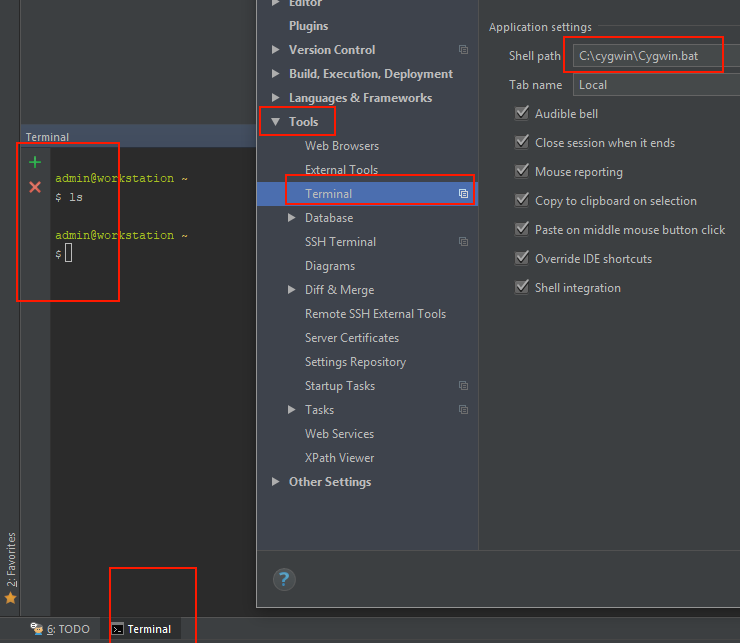 Terminal
admin@workstation ~
$ ls
admin@workstation ~
$
Editor
Plugins
Version Control
Build, Execution, Deployment
Languages & Frameworks
Tools
Web Browsers
External Tools
Terminal
Database
SSH Terminal
Diagrams
Diff & Merge
Remote SSH External Tools
Server Certificates
Settings Repository
Startup Tasks
Tasks
Web Services
XPath Viewer
Other Settings
?
Application settings
Shell path C:\cygwin\Cygwin.bat
Tab name Local
Audible bell
Close session when it ends
Mouse reporting
Copy to clipboard on selection
Paste on middle mouse button click
Override IDE shortcuts
Shell integration
2: Favorites
6: TODO
Terminal